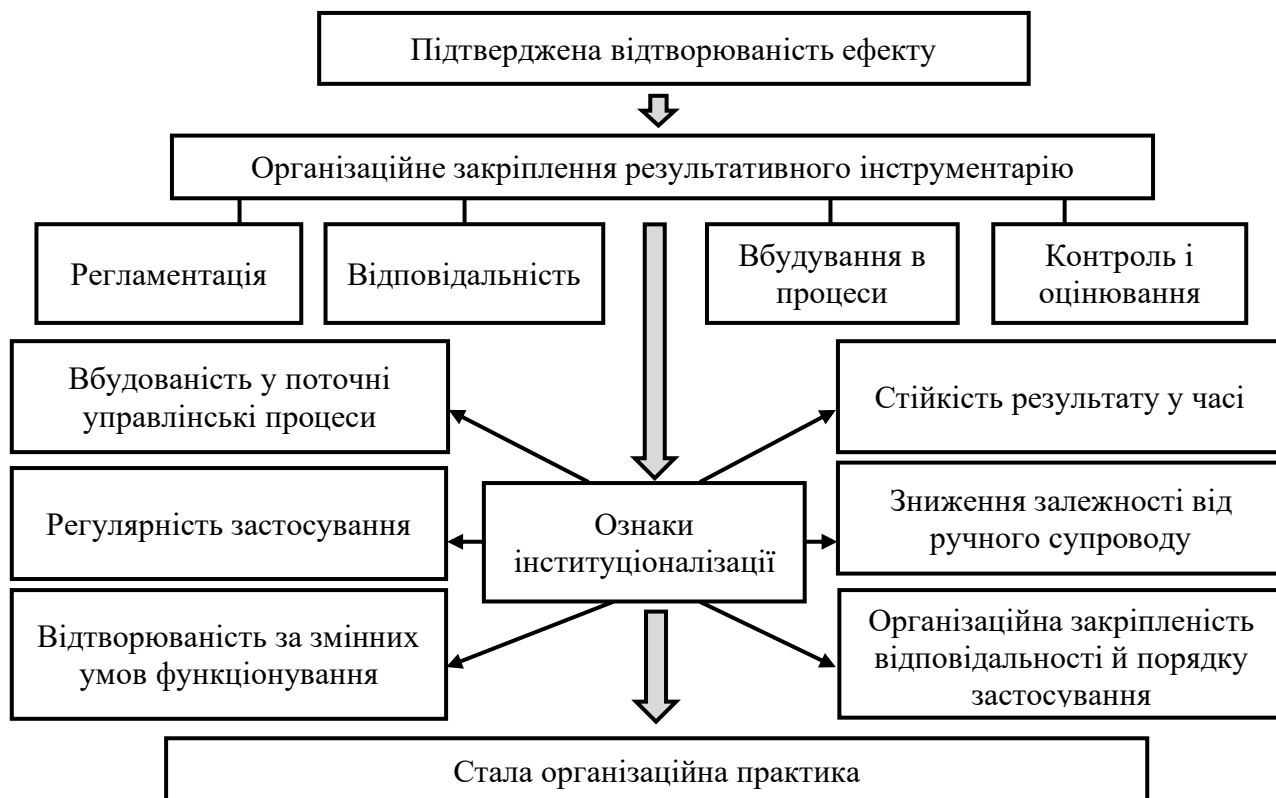 Підтверджена відтворюваність ефекту
Організаційне закріплення результативного інструментарію
Регламентація
Відповідальність
Вбудування в
процеси
Контроль і
оцінювання
Вбудованість у поточні
управлінські процеси
Стійкість результату у часі
Регулярність застосування
Ознаки
інституціоналізації
Зниження залежності від
ручного супроводу
Відтворюваність за змінних
умов функціонування
Організаційна закріпленість
відповідальності й порядку
застосування
Стала організаційна практика